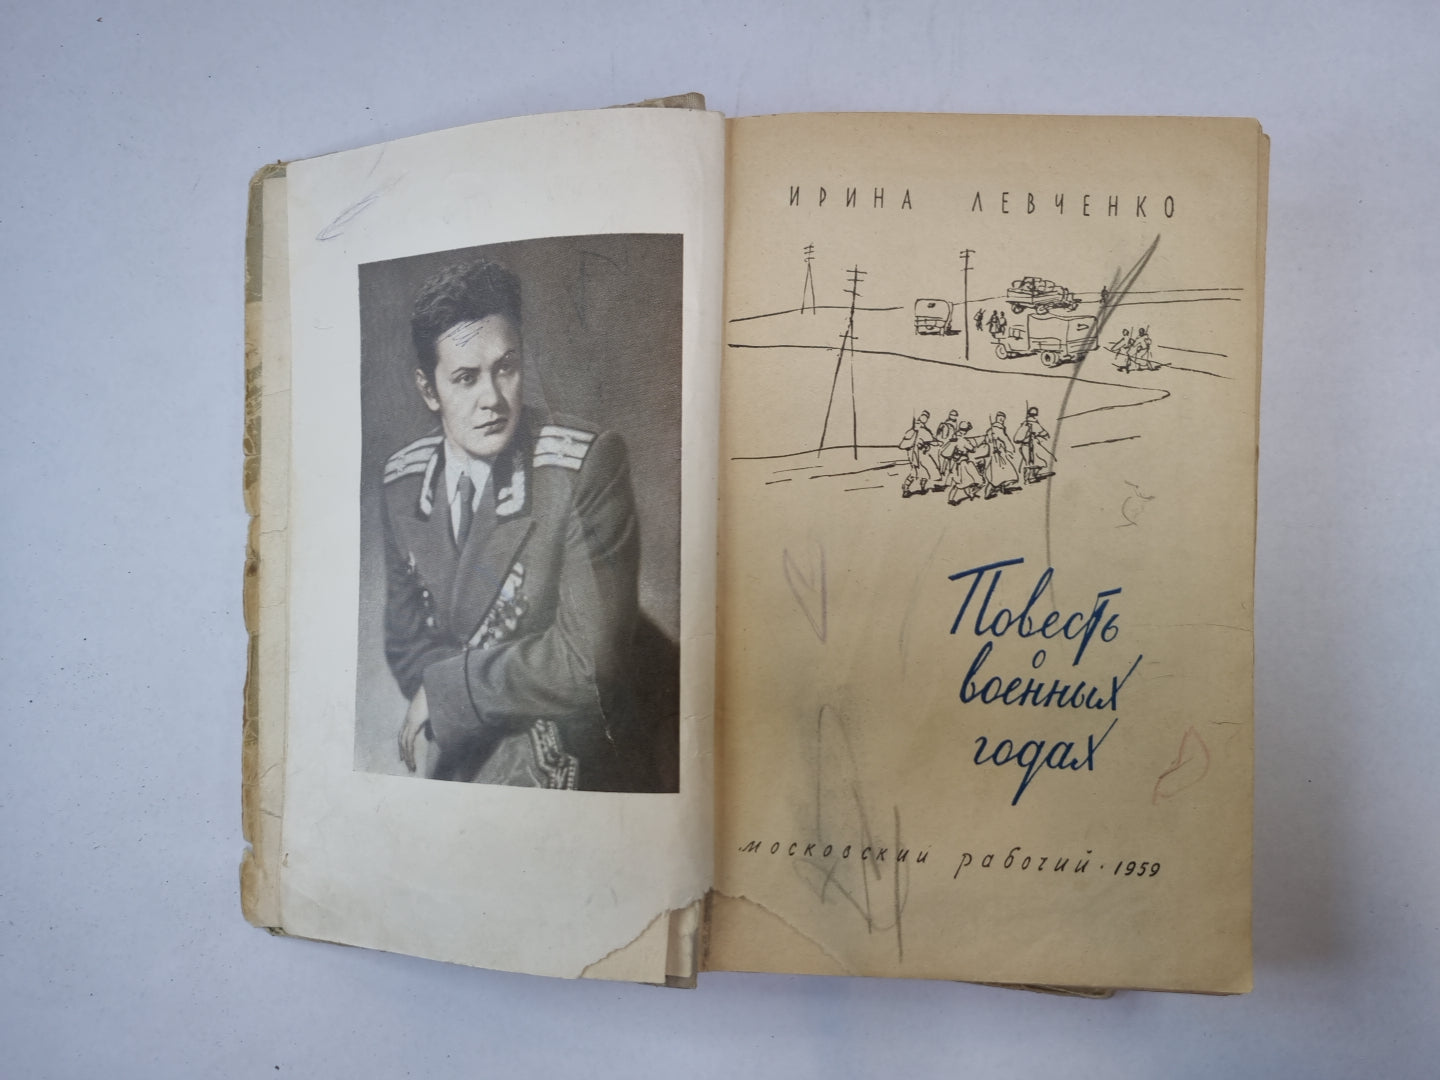 ИРИНА ЛЕВЧЕНКО
Повесть
о
военных
годах
московский рабочий · 1959